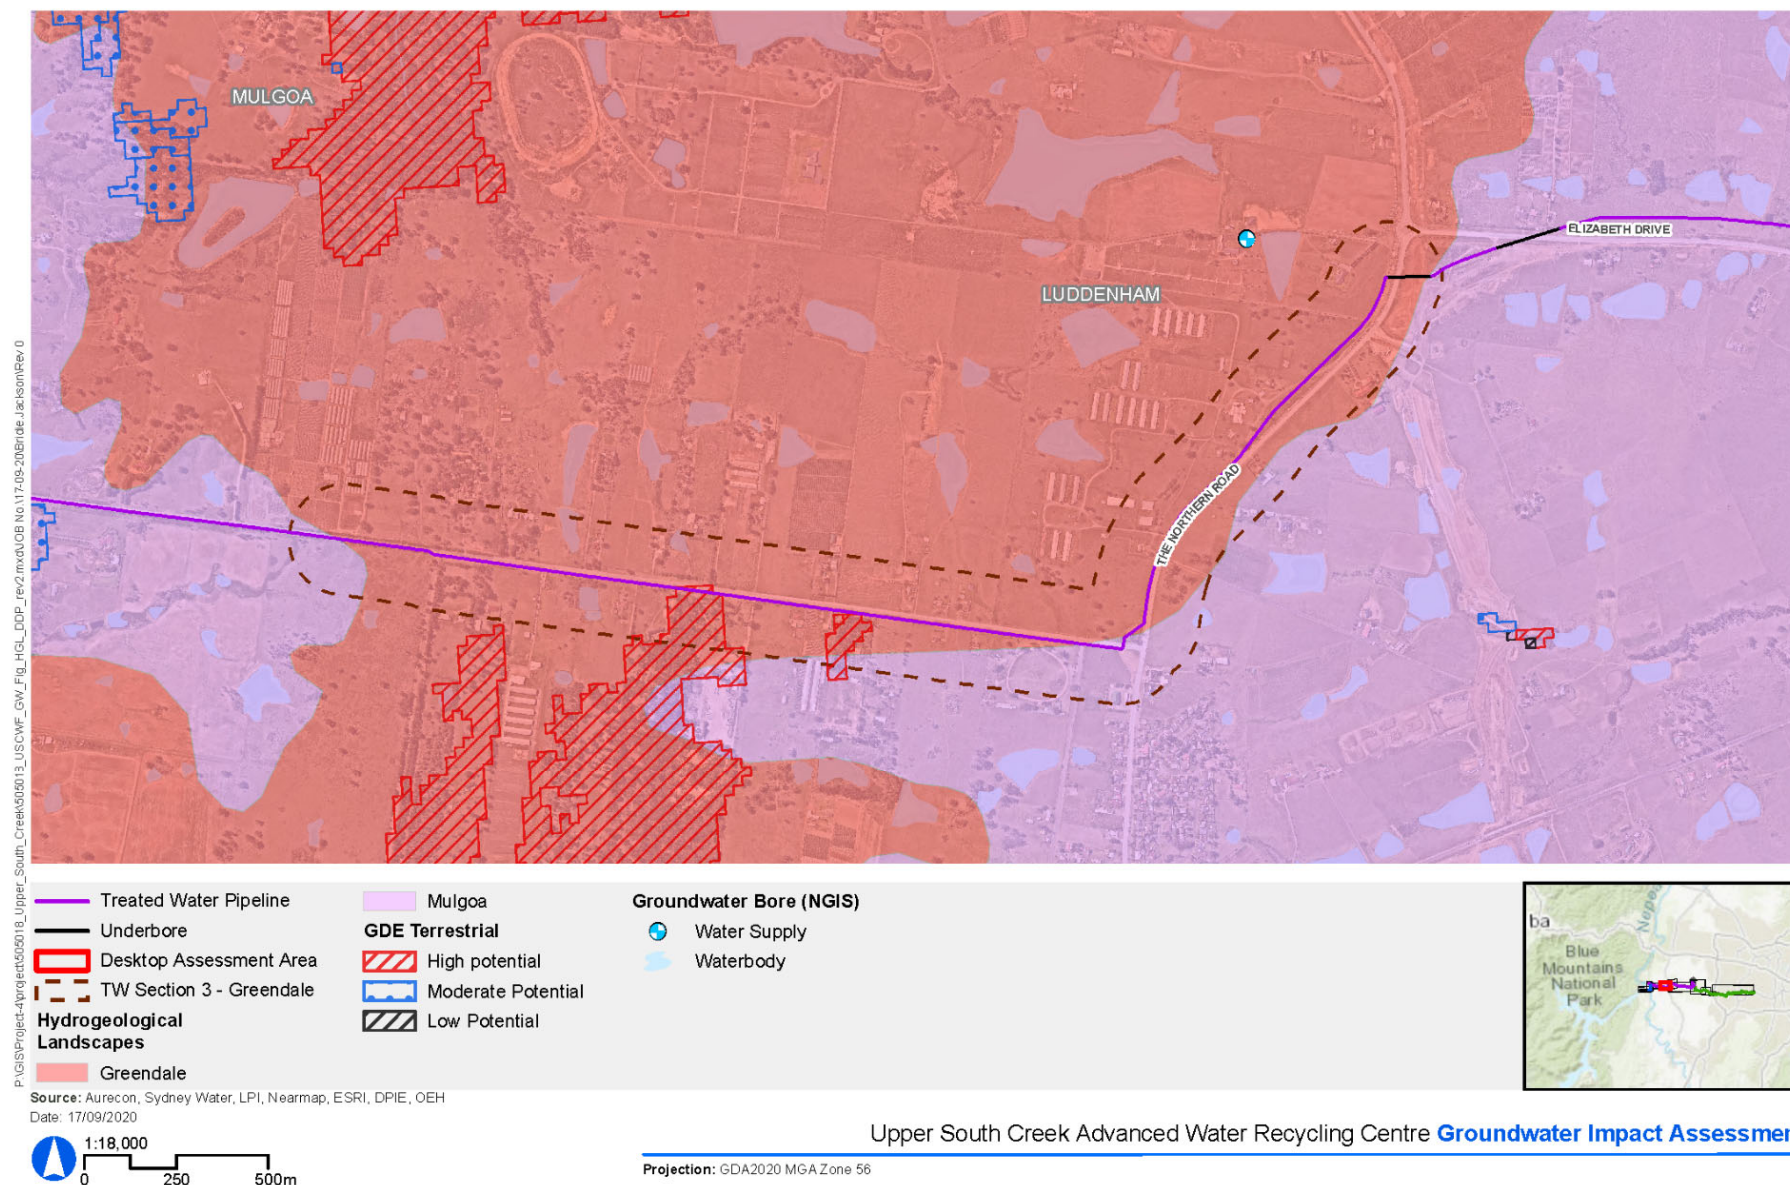 MULGOA
LUDDENHAM
ELIZABETH DRIVE
THE NORTHERN ROAD
Treated Water Pipeline
Underbore
Desktop Assessment Area
TW Section 3 - Greendale
Hydrogeological
Landscapes
Greendale
Mulgoa
GDE Terrestrial
High potential
Moderate Potential
Low Potential
Groundwater Bore (NGIS)
Water Supply
Waterbody
ba
Blue
Mountains
National
Park
Source: Aurecon, Sydney Water, LPI, Nearmap, ESRI, DPIE, OEH
Date: 17/09/2020
1:18,000
0 250 500m
Upper South Creek Advanced Water Recycling Centre Groundwater Impact Assessmen
Projection: GDA2020 MGA Zone 56